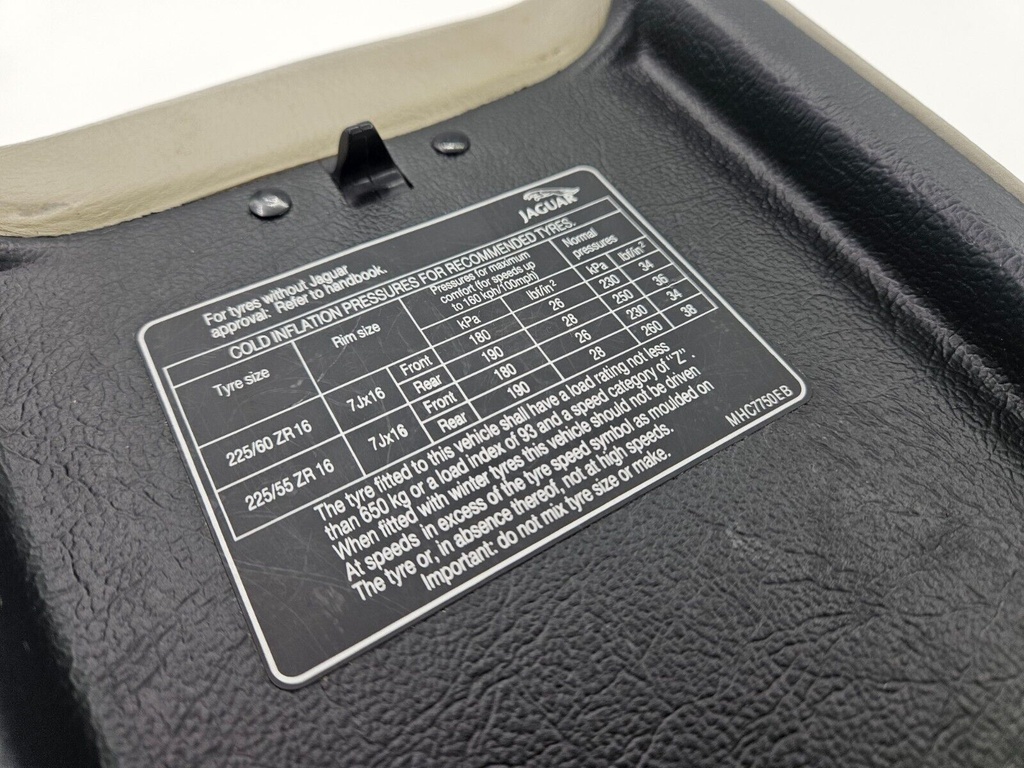 JAGUAR
For tyres without Jaguar
approval: Refer to handbook.
COLD INFLATION PRESSURES FOR RECOMMENDED TYRES.
Tyre size
Rim size
Pressures for maximum
comfort (for speeds up
to 160 kph/100mph)
Normal
pressures
kPa lbf/in² kPa lbf/in²
225/60 ZR 16 7Jx16 Front 180 26 230 34
Rear 190 28 250 36
225/55 ZR 16 7Jx16 Front 180 26 230 34
Rear 190 28 260 38
The tyre fitted to this vehicle shall have a load rating not less
than 650 kg or a load index of 93 and a speed category of "Z".
When fitted with winter tyres this vehicle should not be driven
At speeds in excess of the tyre speed symbol as moulded on
The tyre or, in absence thereof, not at high speeds.
Important: do not mix tyre size or make.
MHC7750EB